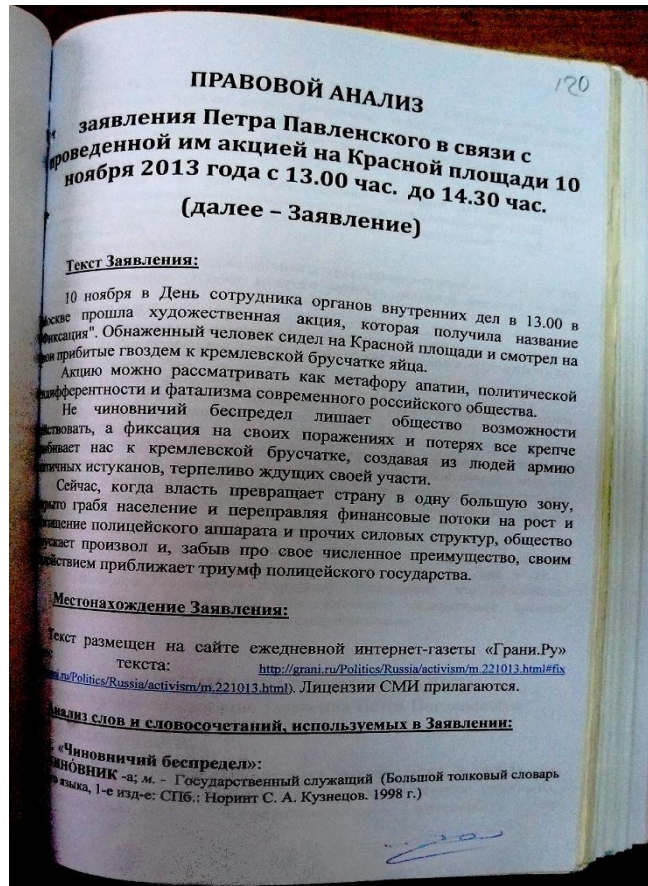 120
ПРАВОВОЙ АНАЛИЗ
заявления Петра Павленского в связи с
проведенной им акцией на Красной площади 10
ноября 2013 года с 13.00 час. до 14.30 час.
(далее – Заявление)
Текст Заявления:
10 ноября в День сотрудника органов внутренних дел в 13.00 в
Москве прошла художественная акция, которая получила название
"Фиксация". Обнаженный человек сидел на Красной площади и смотрел на
свои прибитые гвоздем к кремлевской брусчатке яйца.
Акцию можно рассматривать как метафору апатии, политической
индифферентности и фатализма современного российского общества.
Не чиновничий беспредел лишает общество возможности
действовать, а фиксация на своих поражениях и потерях все крепче
прибивает нас к кремлевской брусчатке, создавая из людей армию
апатичных истуканов, терпеливо ждущих своей участи.
Сейчас, когда власть превращает страну в одну большую зону,
открыто грабя население и переправляя финансовые потоки на рост и
обогащение полицейского аппарата и прочих силовых структур, общество
допускает произвол и, забыв про свое численное преимущество, своим
бездействием приближает триумф полицейского государства.
Местонахождение Заявления:
Текст размещен на сайте ежедневной интернет-газеты «Грани.Ру»
текста: http://grani.ru/Politics/Russia/activism/m.221013.html#fix
ni.ru/Politics/Russia/activism/m.221013.html). Лицензии СМИ прилагаются.
Анализ слов и словосочетаний, используемых в Заявлении:
«Чиновничий беспредел»:
ЧИНО́ВНИК -а; м. - Государственный служащий (Большой толковый словарь
языка, 1-е изд-е: СПб.: Норинт С. А. Кузнецов. 1998 г.)